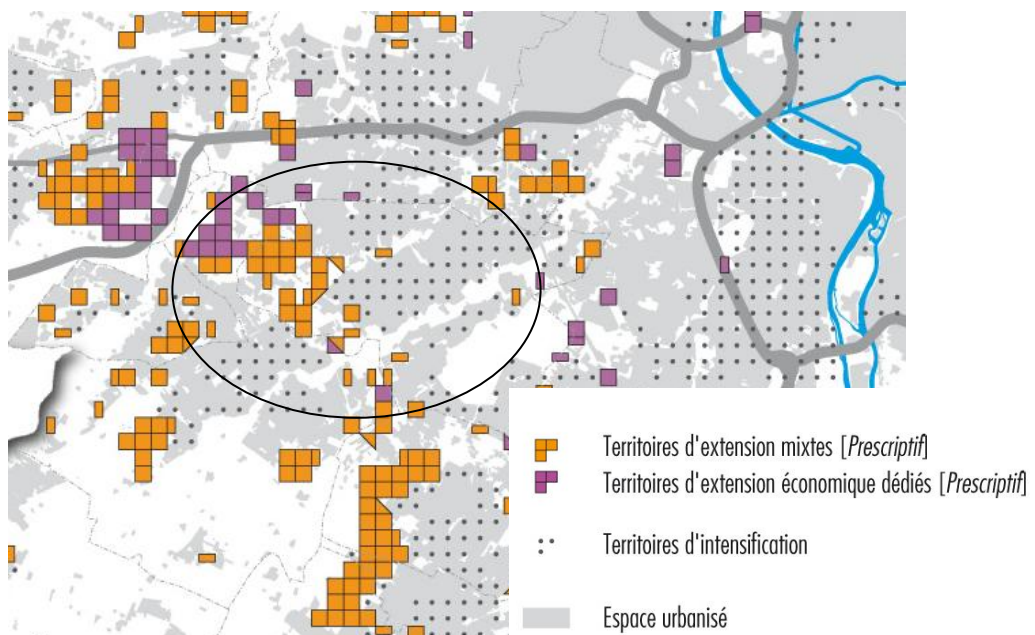 Territoires d'extension mixtes [Prescriptif]
Territoires d'extension économique dédiés [Prescriptif]
Territoires d'intensification
Espace urbanisé